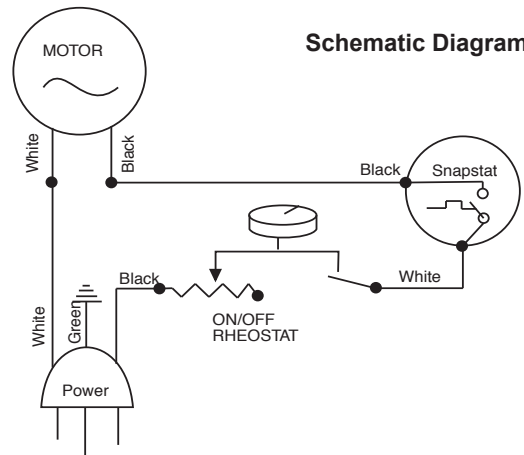 Schematic Diagram
MOTOR
White
Black
Black
Snapstat
White
Black
ON/OFF
RHEOSTAT
White
Green
Power